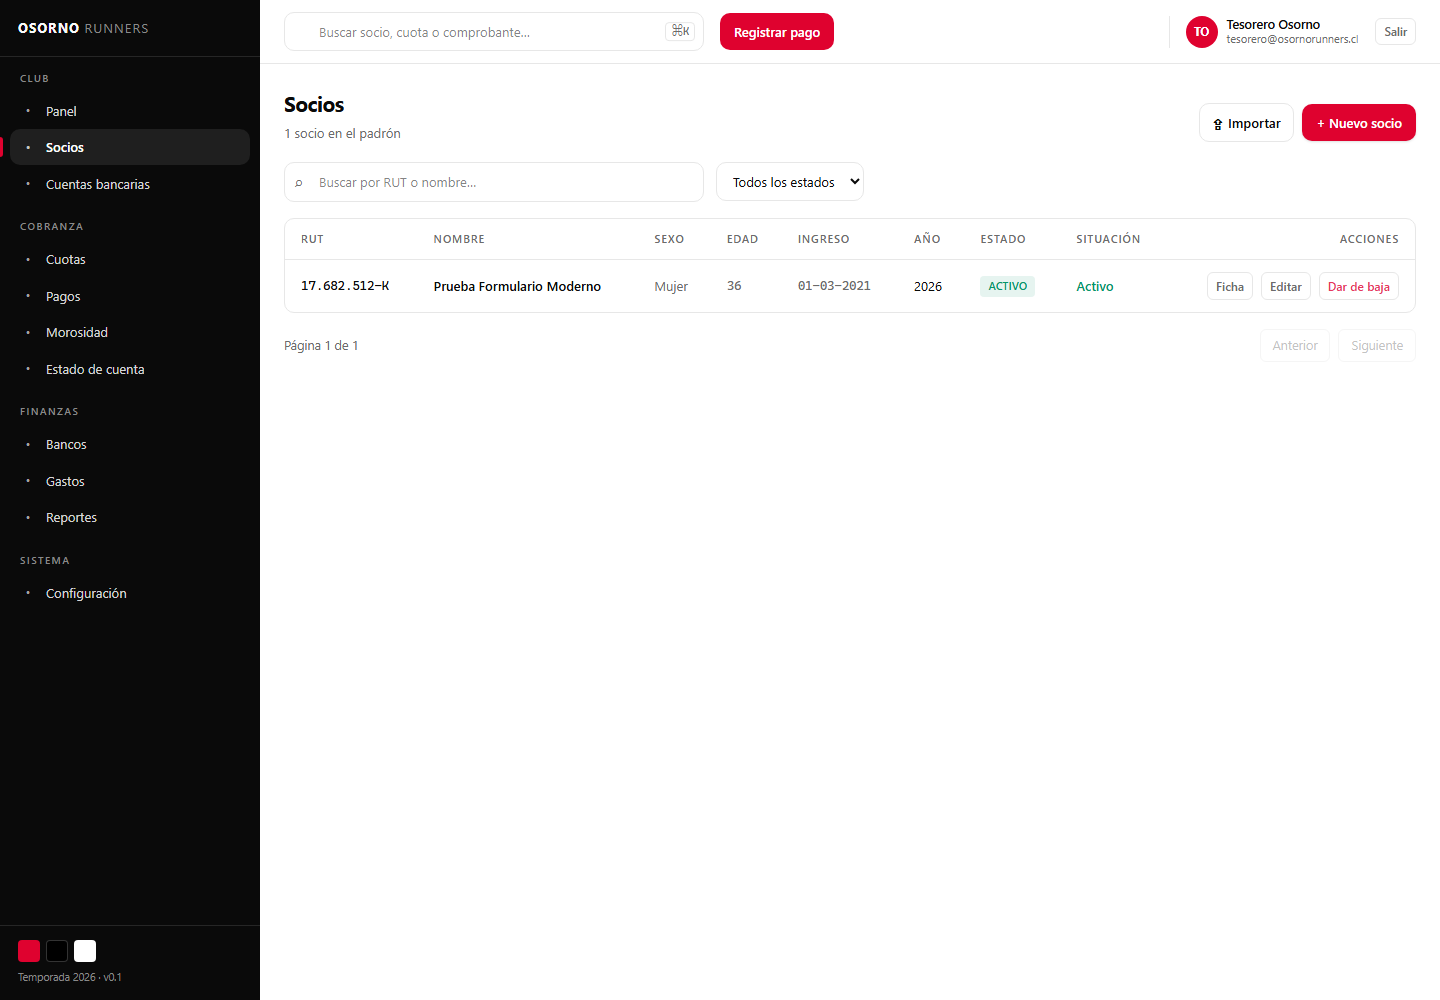 OSORNO RUNNERS
CLUB
Panel
Socios
Cuentas bancarias
COBRANZA
Cuotas
Pagos
Morosidad
Estado de cuenta
FINANZAS
Bancos
Gastos
Reportes
SISTEMA
Configuración
Temporada 2026 · v0.1
Buscar socio, cuota o comprobante... ⌘K
Registrar pago
TO
Tesorero Osorno
tesorero@osornorunners.cl
Salir
Socios
1 socio en el padrón
⇪ Importar
+ Nuevo socio
⌕ Buscar por RUT o nombre...
Todos los estados
RUT NOMBRE SEXO EDAD INGRESO AÑO ESTADO SITUACIÓN ACCIONES
17.682.512-K Prueba Formulario Moderno Mujer 36 01-03-2021 2026 ACTIVO Activo Ficha Editar Dar de baja
Página 1 de 1
Anterior
Siguiente